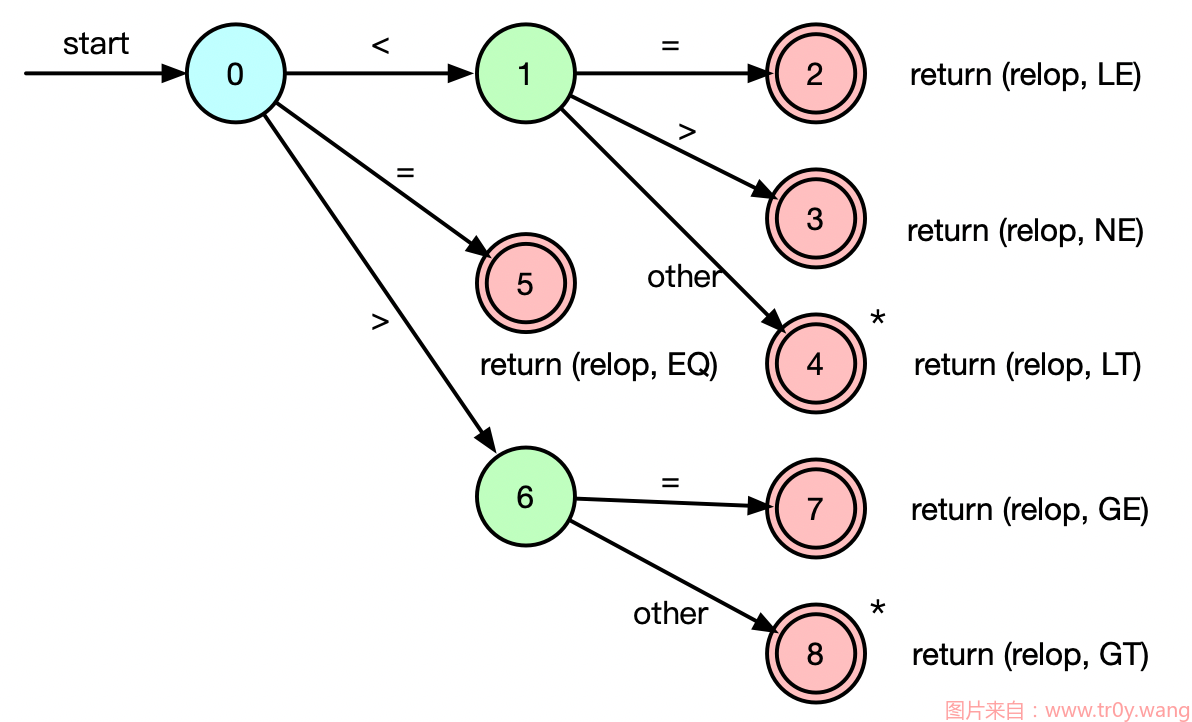 start
<
=
0
1
2
return (relop, LE)
>
=
3
return (relop, NE)
other
5
>
*
return (relop, EQ)
4
return (relop, LT)
=
6
7
return (relop, GE)
other
*
8
return (relop, GT)
图片来自：www.tr0y.wang